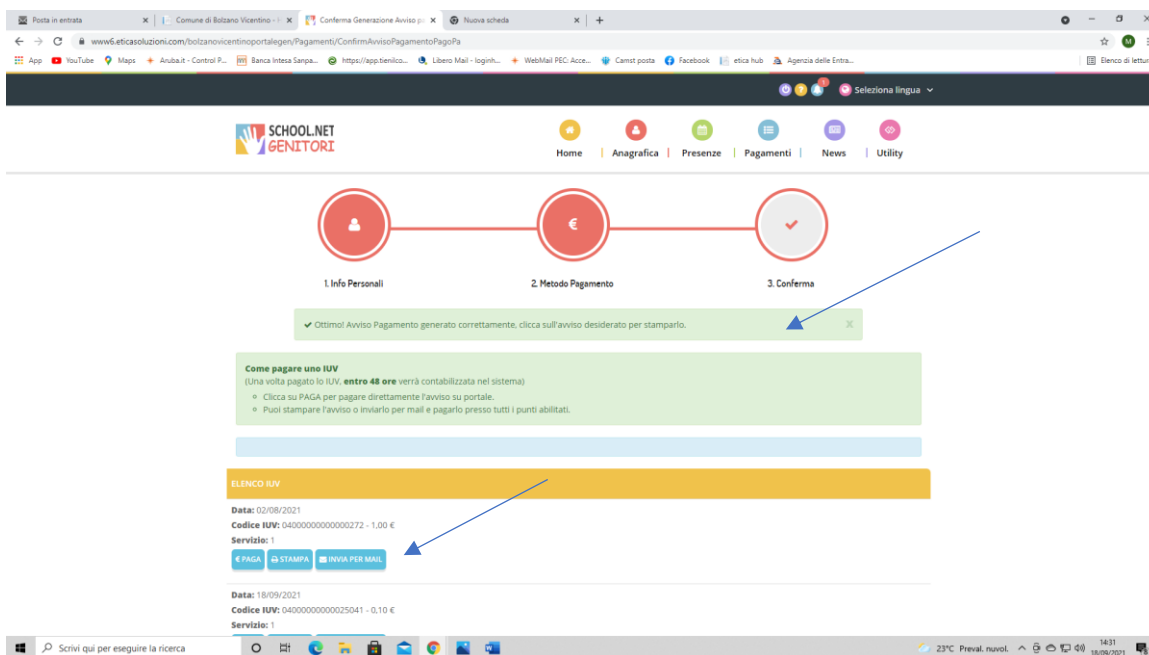 Posta in entrata
Comune di Bolzano Vicentino -
Conferma Generazione Avviso pa
Nuova scheda
www6.eticasoluzioni.com/bolzanovicentinoportalegen/Pagamenti/ConfirmAvvisoPagamentoPagoPa
M
App YouTube Maps Aruba.it - Control P... Banca Intesa Sanpa... https://app.tienilco... Libero Mail - loginh... WebMail PEC: Acce... Camst posta Facebook etica hub Agenzia delle Entra... Elenco di lettur
1 Seleziona lingua
SCHOOL.NET
GENITORI
Home | Anagrafica | Presenze | Pagamenti | News | Utility
€
1. Info Personali 2. Metodo Pagamento 3. Conferma
✔ Ottimo! Avviso Pagamento generato correttamente, clicca sull'avviso desiderato per stamparlo. X
Come pagare uno IUV
(Una volta pagato lo IUV, entro 48 ore verrà contabilizzata nel sistema)
Clicca su PAGA per pagare direttamente l'avviso su portale.
Puoi stampare l'avviso o inviarlo per mail e pagarlo presso tutti i punti abilitati.
ELENCO IUV
Data: 02/08/2021
Codice IUV: 04000000000000272 - 1,00 €
Servizio: 1
€ PAGA STAMPA INVIA PER MAIL
Data: 18/09/2021
Codice IUV: 04000000000025041 - 0,10 €
Servizio: 1
Scrivi qui per eseguire la ricerca
23°C Preval. nuvol.
14:31
18/09/2021